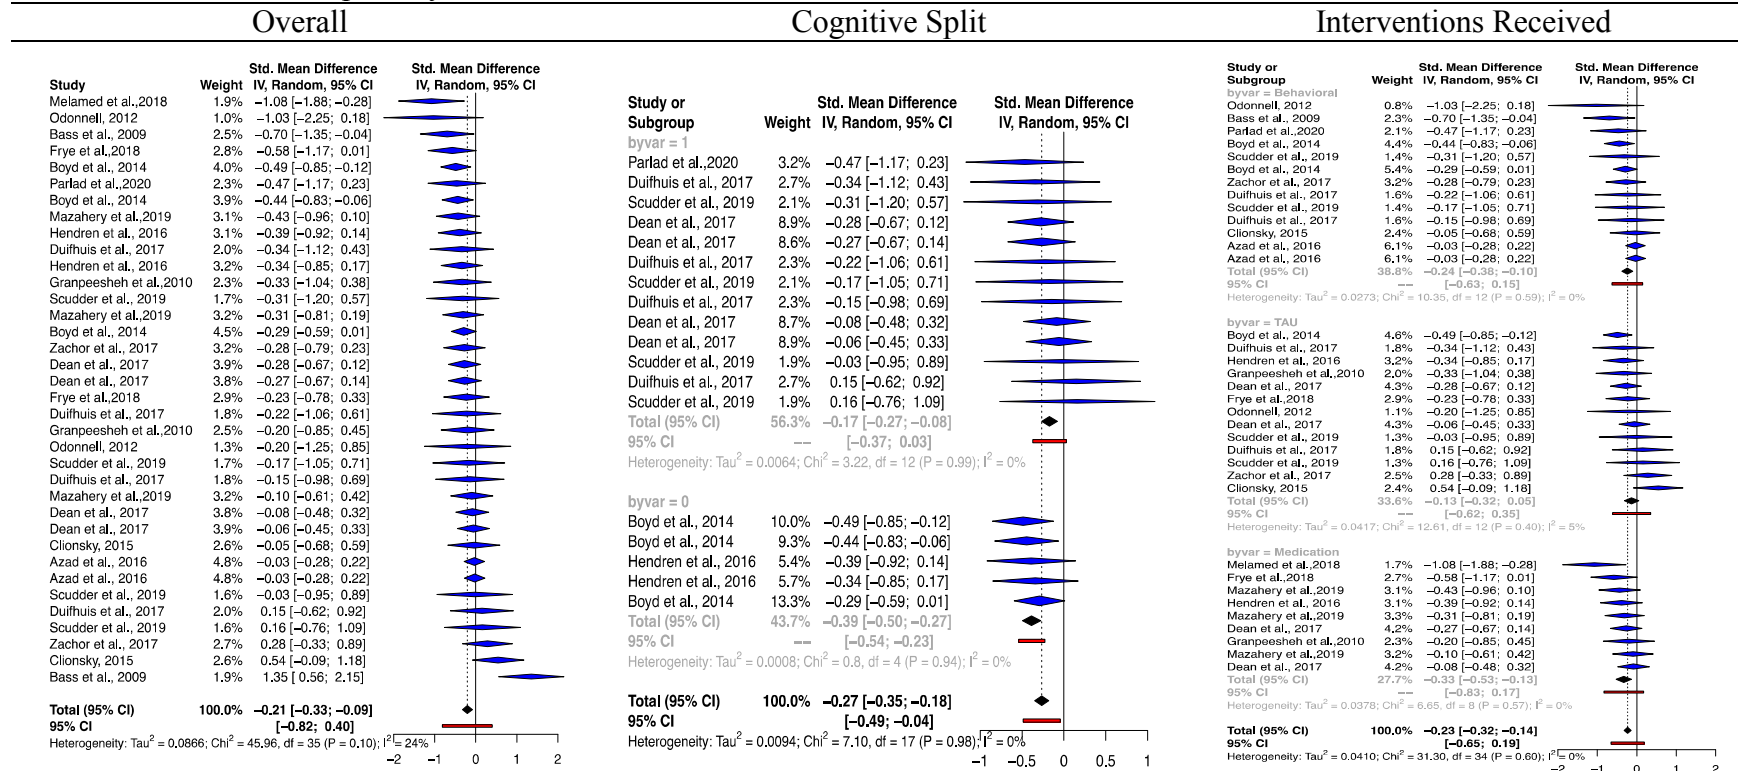 Overall
Cognitive Split
Interventions Received
Std. Mean Difference Std. Mean Difference
Study Weight IV, Random, 95% CI IV, Random, 95% CI
Melamed et al.,2018 1.9% −1.08 [−1.88; −0.28]
Odonnell, 2012 1.0% −1.03 [−2.25; 0.18]
Bass et al., 2009 2.5% −0.70 [−1.35; −0.04]
Frye et al.,2018 2.8% −0.58 [−1.17; 0.01]
Boyd et al., 2014 4.0% −0.49 [−0.85; −0.12]
Parlad et al.,2020 2.3% −0.47 [−1.17; 0.23]
Boyd et al., 2014 3.9% −0.44 [−0.83; −0.06]
Mazahery et al.,2019 3.1% −0.43 [−0.96; 0.10]
Hendren et al., 2016 3.1% −0.39 [−0.92; 0.14]
Duifhuis et al., 2017 2.0% −0.34 [−1.12; 0.43]
Hendren et al., 2016 3.2% −0.34 [−0.85; 0.17]
Granpeesheh et al.,2010 2.3% −0.33 [−1.04; 0.38]
Scudder et al., 2019 1.7% −0.31 [−1.20; 0.57]
Mazahery et al.,2019 3.2% −0.31 [−0.81; 0.19]
Boyd et al., 2014 4.5% −0.29 [−0.59; 0.01]
Zachor et al., 2017 3.2% −0.28 [−0.79; 0.23]
Dean et al., 2017 3.9% −0.28 [−0.67; 0.12]
Dean et al., 2017 3.8% −0.27 [−0.67; 0.14]
Frye et al.,2018 2.9% −0.23 [−0.78; 0.33]
Duifhuis et al., 2017 1.8% −0.22 [−1.06; 0.61]
Granpeesheh et al.,2010 2.5% −0.20 [−0.85; 0.45]
Odonnell, 2012 1.3% −0.20 [−1.25; 0.85]
Scudder et al., 2019 1.7% −0.17 [−1.05; 0.71]
Duifhuis et al., 2017 1.8% −0.15 [−0.98; 0.69]
Mazahery et al.,2019 3.2% −0.10 [−0.61; 0.42]
Dean et al., 2017 3.8% −0.08 [−0.48; 0.32]
Dean et al., 2017 3.9% −0.06 [−0.45; 0.33]
Clionsky, 2015 2.6% −0.05 [−0.68; 0.59]
Azad et al., 2016 4.8% −0.03 [−0.28; 0.22]
Azad et al., 2016 4.8% −0.03 [−0.28; 0.22]
Scudder et al., 2019 1.6% −0.03 [−0.95; 0.89]
Duifhuis et al., 2017 2.0% 0.15 [−0.62; 0.92]
Scudder et al., 2019 1.6% 0.16 [−0.76; 1.09]
Zachor et al., 2017 2.7% 0.28 [−0.33; 0.89]
Clionsky, 2015 2.6% 0.54 [−0.09; 1.18]
Bass et al., 2009 1.9% 1.35 [ 0.56; 2.15]
Total (95% CI) 100.0% −0.21 [−0.33; −0.09]
95% CI [−0.82; 0.40]
Heterogeneity: Tau² = 0.0866; Chi² = 45.96, df = 35 (P = 0.10); I² = 24%
−2 −1 0 1 2
Study or Std. Mean Difference Std. Mean Difference
Subgroup Weight IV, Random, 95% CI IV, Random, 95% CI
byvar = 1
Parlad et al.,2020 3.2% −0.47 [−1.17; 0.23]
Duifhuis et al., 2017 2.7% −0.34 [−1.12; 0.43]
Scudder et al., 2019 2.1% −0.31 [−1.20; 0.57]
Dean et al., 2017 8.9% −0.28 [−0.67; 0.12]
Dean et al., 2017 8.6% −0.27 [−0.67; 0.14]
Duifhuis et al., 2017 2.3% −0.22 [−1.06; 0.61]
Scudder et al., 2019 2.1% −0.17 [−1.05; 0.71]
Duifhuis et al., 2017 2.3% −0.15 [−0.98; 0.69]
Dean et al., 2017 8.7% −0.08 [−0.48; 0.32]
Dean et al., 2017 8.9% −0.06 [−0.45; 0.33]
Scudder et al., 2019 1.9% −0.03 [−0.95; 0.89]
Duifhuis et al., 2017 2.7% 0.15 [−0.62; 0.92]
Scudder et al., 2019 1.9% 0.16 [−0.76; 1.09]
Total (95% CI) 56.3% −0.17 [−0.27; −0.08]
95% CI −− [−0.37; 0.03]
Heterogeneity: Tau² = 0.0064; Chi² = 3.22, df = 12 (P = 0.99); I² = 0%
byvar = 0
Boyd et al., 2014 10.0% −0.49 [−0.85; −0.12]
Boyd et al., 2014 9.3% −0.44 [−0.83; −0.06]
Hendren et al., 2016 5.4% −0.39 [−0.92; 0.14]
Hendren et al., 2016 5.7% −0.34 [−0.85; 0.17]
Boyd et al., 2014 13.3% −0.29 [−0.59; 0.01]
Total (95% CI) 43.7% −0.39 [−0.50; −0.27]
95% CI −− [−0.54; −0.23]
Heterogeneity: Tau² = 0.0008; Chi² = 0.8, df = 4 (P = 0.94); I² = 0%
Total (95% CI) 100.0% −0.27 [−0.35; −0.18]
95% CI [−0.49; −0.04]
Heterogeneity: Tau² = 0.0094; Chi² = 7.10, df = 17 (P = 0.98); I² = 0%
−1 −0.5 0 0.5 1
Study or Std. Mean Difference Std. Mean Difference
Subgroup Weight IV, Random, 95% CI IV, Random, 95% CI
byvar = Behavioral
Odonnell, 2012 0.8% −1.03 [−2.25; 0.18]
Bass et al., 2009 2.3% −0.70 [−1.35; −0.04]
Parlad et al.,2020 2.1% −0.47 [−1.17; 0.23]
Boyd et al., 2014 4.4% −0.44 [−0.83; −0.06]
Scudder et al., 2019 1.4% −0.31 [−1.20; 0.57]
Boyd et al., 2014 5.4% −0.29 [−0.59; 0.01]
Zachor et al., 2017 3.2% −0.28 [−0.79; 0.23]
Duifhuis et al., 2017 1.6% −0.22 [−1.06; 0.61]
Scudder et al., 2019 1.4% −0.17 [−1.05; 0.71]
Duifhuis et al., 2017 1.6% −0.15 [−0.98; 0.69]
Clionsky, 2015 2.4% −0.05 [−0.68; 0.59]
Azad et al., 2016 6.1% −0.03 [−0.28; 0.22]
Azad et al., 2016 6.1% −0.03 [−0.28; 0.22]
Total (95% CI) 38.8% −0.24 [−0.38; −0.10]
95% CI −− [−0.63; 0.15]
Heterogeneity: Tau² = 0.0273; Chi² = 10.35, df = 12 (P = 0.59); I² = 0%
byvar = TAU
Boyd et al., 2014 4.6% −0.49 [−0.85; −0.12]
Duifhuis et al., 2017 1.8% −0.34 [−1.12; 0.43]
Hendren et al., 2016 3.2% −0.34 [−0.85; 0.17]
Granpeesheh et al.,2010 2.0% −0.33 [−1.04; 0.38]
Dean et al., 2017 4.3% −0.28 [−0.67; 0.12]
Frye et al.,2018 2.9% −0.23 [−0.78; 0.33]
Odonnell, 2012 1.1% −0.20 [−1.25; 0.85]
Dean et al., 2017 4.3% −0.06 [−0.45; 0.33]
Scudder et al., 2019 1.3% −0.03 [−0.95; 0.89]
Duifhuis et al., 2017 1.8% 0.15 [−0.62; 0.92]
Scudder et al., 2019 1.3% 0.16 [−0.76; 1.09]
Zachor et al., 2017 2.5% 0.28 [−0.33; 0.89]
Clionsky, 2015 2.4% 0.54 [−0.09; 1.18]
Total (95% CI) 33.6% −0.13 [−0.32; 0.05]
95% CI −− [−0.62; 0.35]
Heterogeneity: Tau² = 0.0417; Chi² = 12.61, df = 12 (P = 0.40); I² = 5%
byvar = Medication
Melamed et al.,2018 1.7% −1.08 [−1.88; −0.28]
Frye et al.,2018 2.7% −0.58 [−1.17; 0.01]
Mazahery et al.,2019 3.1% −0.43 [−0.96; 0.10]
Hendren et al., 2016 3.1% −0.39 [−0.92; 0.14]
Mazahery et al.,2019 3.3% −0.31 [−0.81; 0.19]
Dean et al., 2017 4.2% −0.27 [−0.67; 0.14]
Granpeesheh et al.,2010 2.2% −0.20 [−0.85; 0.45]
Mazahery et al.,2019 3.2% −0.10 [−0.61; 0.42]
Dean et al., 2017 4.2% −0.08 [−0.48; 0.32]
Total (95% CI) 27.7% −0.33 [−0.53; −0.13]
95% CI −− [−0.83; 0.17]
Heterogeneity: Tau² = 0.0378; Chi² = 6.65, df = 8 (P = 0.57); I² = 0%
Total (95% CI) 100.0% −0.23 [−0.32; −0.14]
95% CI [−0.65; 0.19]
Heterogeneity: Tau² = 0.0410; Chi² = 31.30, df = 34 (P = 0.60); I² = 0%
−2 −1 0 1 2